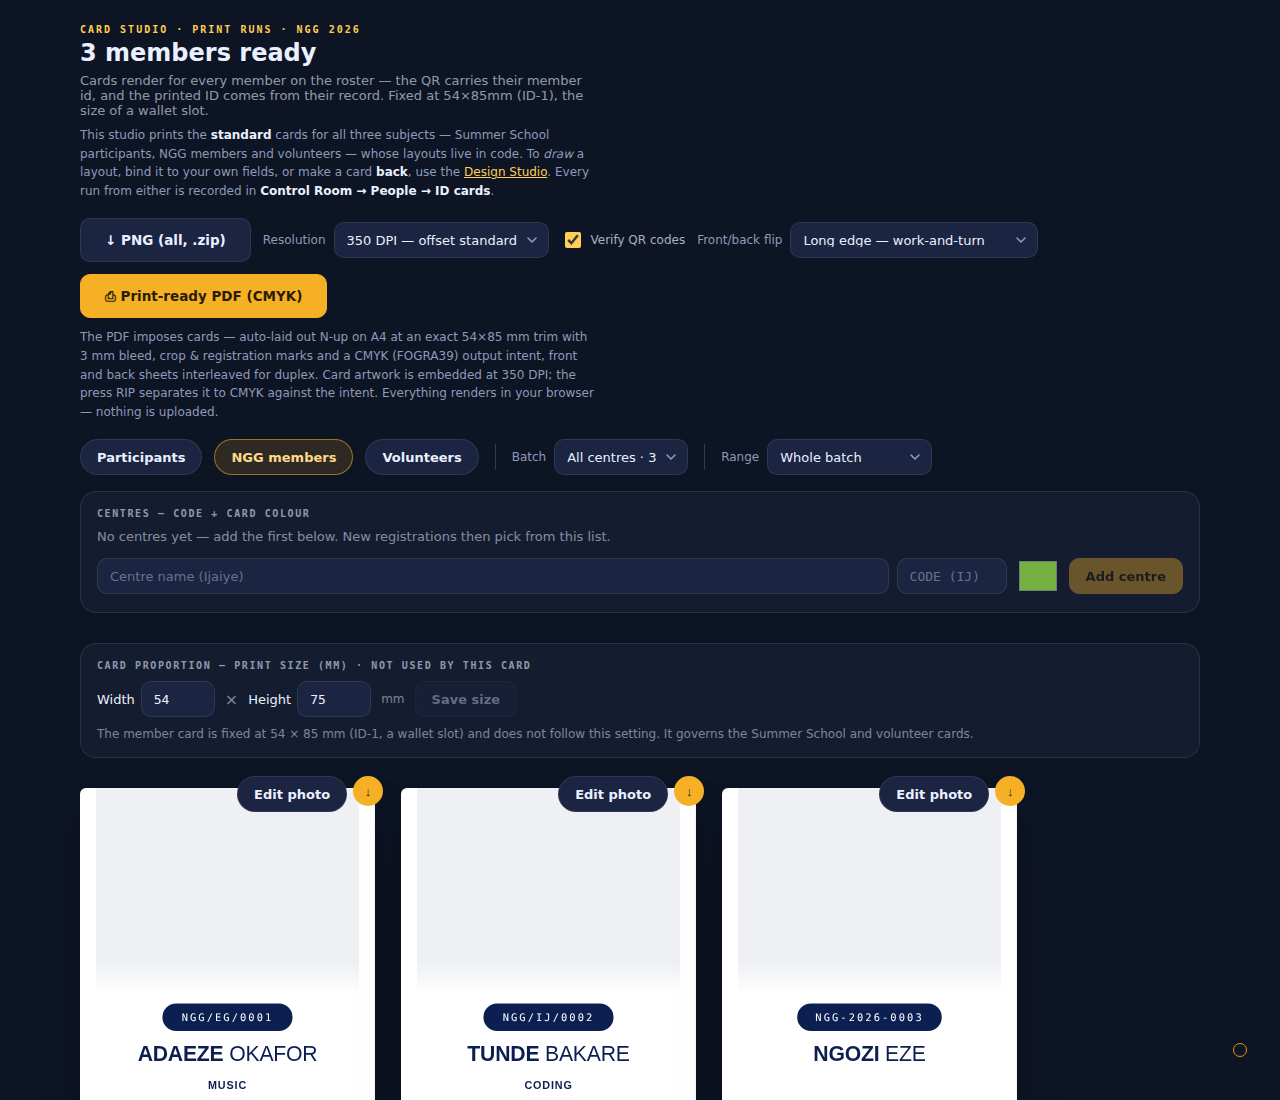 CARD STUDIO · PRINT RUNS · NGG 2026
3 members ready
Cards render for every member on the roster — the QR carries their member
id, and the printed ID comes from their record. Fixed at 54×85mm (ID-1), the
size of a wallet slot.
This studio prints the standard cards for all three subjects — Summer School
participants, NGG members and volunteers — whose layouts live in code. To draw a
layout, bind it to your own fields, or make a card back, use the Design Studio. Every
run from either is recorded in Control Room → People → ID cards.
↓ PNG (all, .zip) Resolution 350 DPI — offset standard Verify QR codes Front/back flip Long edge — work-and-turn
⎙ Print-ready PDF (CMYK)
The PDF imposes cards — auto-laid out N-up on A4 at an exact 54×85 mm trim with
3 mm bleed, crop & registration marks and a CMYK (FOGRA39) output intent, front
and back sheets interleaved for duplex. Card artwork is embedded at 350 DPI; the
press RIP separates it to CMYK against the intent. Everything renders in your browser
— nothing is uploaded.
Participants NGG members Volunteers Batch All centres · 3 Range Whole batch
CENTRES — CODE + CARD COLOUR
No centres yet — add the first below. New registrations then pick from this list.
Centre name (Ijaiye) CODE (IJ) Add centre
CARD PROPORTION — PRINT SIZE (MM) · NOT USED BY THIS CARD
Width 54 × Height 75 mm Save size
The member card is fixed at 54 × 85 mm (ID-1, a wallet slot) and does not follow this setting. It governs the Summer School and volunteer cards.
Edit photo ↓ Edit photo ↓ Edit photo ↓
NGG/EG/0001 NGG/IJ/0002 NGG-2026-0003
ADAEZE OKAFOR TUNDE BAKARE NGOZI EZE
MUSIC CODING